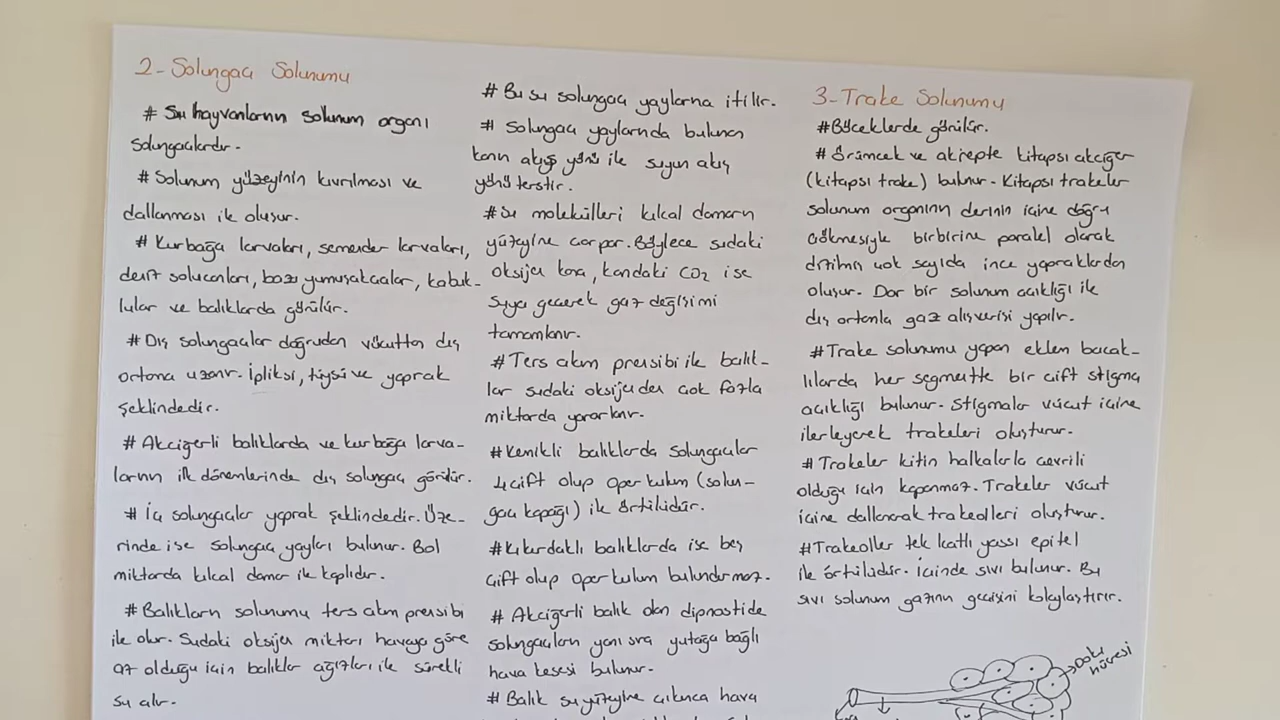 2- Solungaç Solunumu
# Su hayvanlarının solunum organı
solungaçlardır.
# Solunum yüzeyinin kıvrılması ve
dallanması ile oluşur.
# Kurbağa larvaları, semender larvaları,
deniz solucanları, bazı yumuşakçalar, kabuk-
lular ve balıklarda görülür.
# Dış solungaçlar doğrudan vücuttan dış
ortama uzanır. İpliksi, tüysü ve yaprak
şeklindedir.
# Akciğerli balıklarda ve kurbağa larva-
larının ilk dönemlerinde dış solungaç görülür.
# İç solungaçlar yaprak şeklindedir. Üze-
rinde ise solungaç yayları bulunur. Bol
miktarda kılcal damar ile kaplıdır.
# Balıkların solunumu ters akım prensibi
ile olur. Sudaki oksijen miktarı havaya göre
az olduğu için balıklar ağızları ile sürekli
su alır.
# Bu su solungaç yaylarına itilir.
# Solungaç yaylarında bulunan
kanın akış yönü ile suyun akış
yönü terstir.
# Su molekülleri kılcal damarın
yüzeyine çarpar. Böylece sudaki
oksijen kana, kandaki CO2 ise
suya geçerek gaz değişimi
tamamlanır.
# Ters akım prensibi ile balık-
lar sudaki oksijenden çok fazla
miktarda yararlanır.
# Kemikli balıklarda solungaçlar
4 çift olup operkulum (solun-
gaç kapağı) ile örtülüdür.
# Kıkırdaklı balıklarda ise beş
çift olup operkulum bulundurmaz.
# Akciğerli balık olan dipnostide
solungaçların yanı sıra yutağa bağlı
hava kesesi bulunur.
# Balık su yüzeyine çıkınca hava
3- Trake Solunumu
# Böceklerde görülür.
# Örümcek ve akrepte kitapsı akciğer
(kitapsı trake) bulunur. Kitapsı trakeler
solunum organının derinin içine doğru
çökmesiyle birbirine paralel olarak
dizilmiş çok sayıda ince yapraklardan
oluşur. Dar bir solunum açıklığı ile
dış ortamla gaz alışverişi yapılır.
# Trake solunumu yapan eklem bacak-
lılarda her segmentte bir çift stigma
açıklığı bulunur. Stigmalar vücut içine
ilerleyerek trakeleri oluşturur.
# Trakeler kitin halkalarla çevrili
olduğu için kapanmaz. Trakeler vücut
içine dallanarak trakeolleri oluşturur.
# Trakeoller tek katlı yassı epitel
ile örtülüdür. İçinde sıvı bulunur. Bu
sıvı solunum gazının geçişini kolaylaştırır.
Doku
hücresi